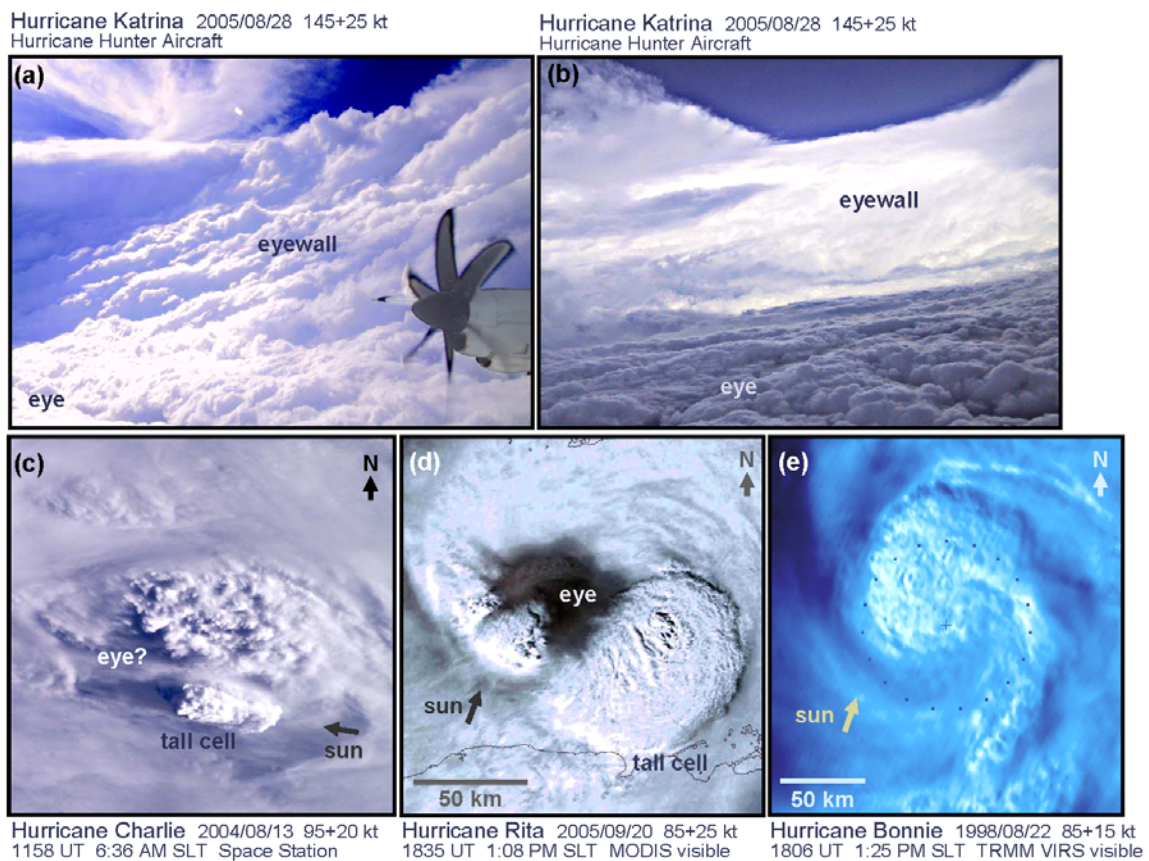 Hurricane Katrina 2005/08/28 145+25 kt
Hurricane Hunter Aircraft
Hurricane Katrina 2005/08/28 145+25 kt
Hurricane Hunter Aircraft
(a)
eyewall
eye
(b)
eyewall
eye
(c)
N
eye?
tall cell
sun
(d)
N
eye
sun
tall cell
50 km
(e)
N
sun
50 km
Hurricane Charlie 2004/08/13 95+20 kt
1158 UT 6:36 AM SLT Space Station
Hurricane Rita 2005/09/20 85+25 kt
1835 UT 1:08 PM SLT MODIS visible
Hurricane Bonnie 1998/08/22 85+15 kt
1806 UT 1:25 PM SLT TRMM VIRS visible